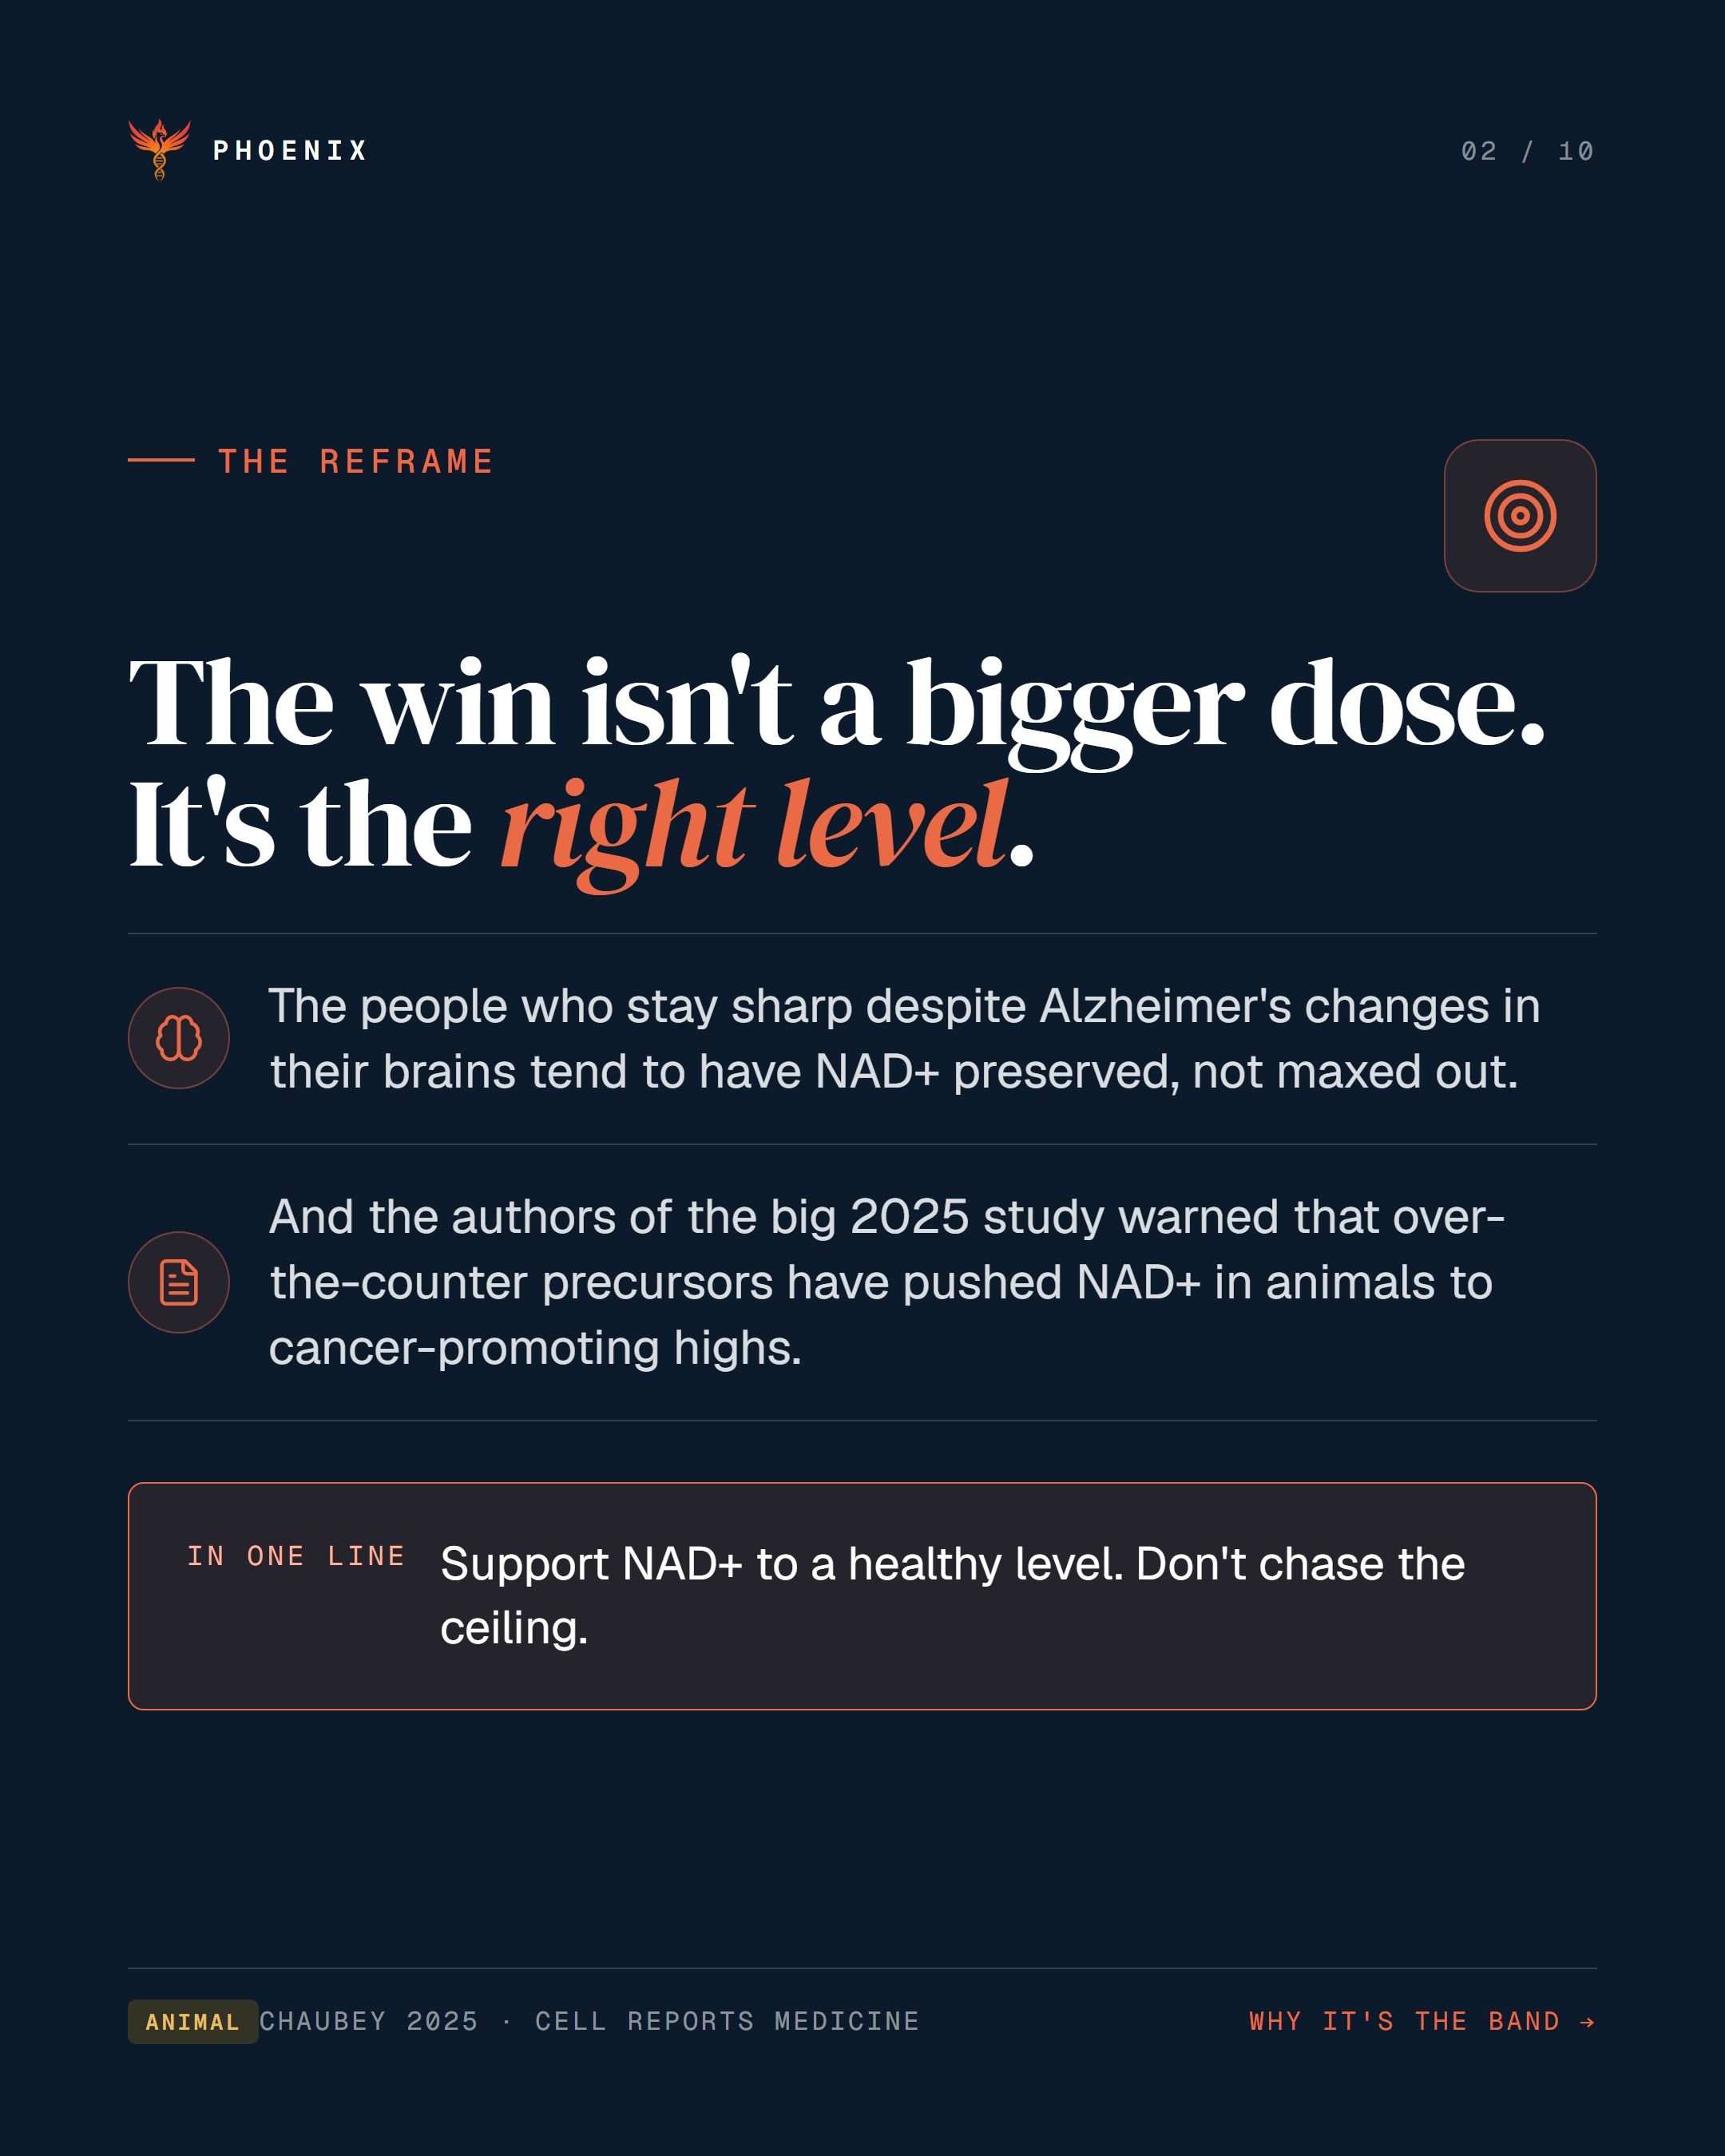 PHOENIX
02 / 10
THE REFRAME
The win isn't a bigger dose.
It's the right level.
The people who stay sharp despite Alzheimer's changes in
their brains tend to have NAD+ preserved, not maxed out.
And the authors of the big 2025 study warned that over-
the-counter precursors have pushed NAD+ in animals to
cancer-promoting highs.
IN ONE LINE
Support NAD+ to a healthy level. Don't chase the
ceiling.
ANIMAL
CHAUBEY 2025 · CELL REPORTS MEDICINE
WHY IT'S THE BAND →